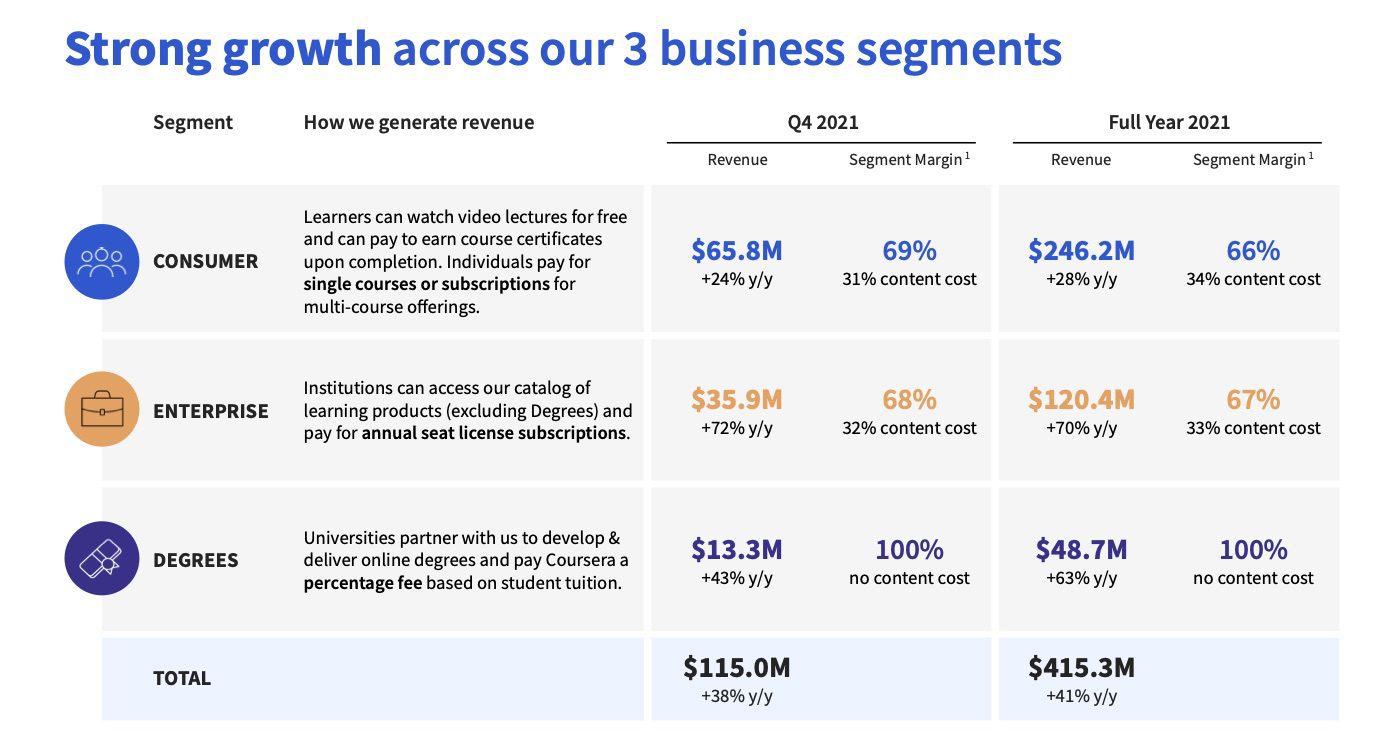 Strong growth across our 3 business segments
Segment How we generate revenue Q4 2021 Full Year 2021
Revenue Segment Margin 1 Revenue Segment Margin 1
CONSUMER
Learners can watch video lectures for free
and can pay to earn course certificates
upon completion. Individuals pay for
single courses or subscriptions for
multi-course offerings.
$65.8M 69% $246.2M 66%
+24% y/y 31% content cost +28% y/y 34% content cost
ENTERPRISE
Institutions can access our catalog of
learning products (excluding Degrees) and
pay for annual seat license subscriptions.
$35.9M 68% $120.4M 67%
+72% y/y 32% content cost +70% y/y 33% content cost
DEGREES
Universities partner with us to develop &
deliver online degrees and pay Coursera a
percentage fee based on student tuition.
$13.3M 100% $48.7M 100%
+43% y/y no content cost +63% y/y no content cost
TOTAL $115.0M $415.3M
+38% y/y +41% y/y